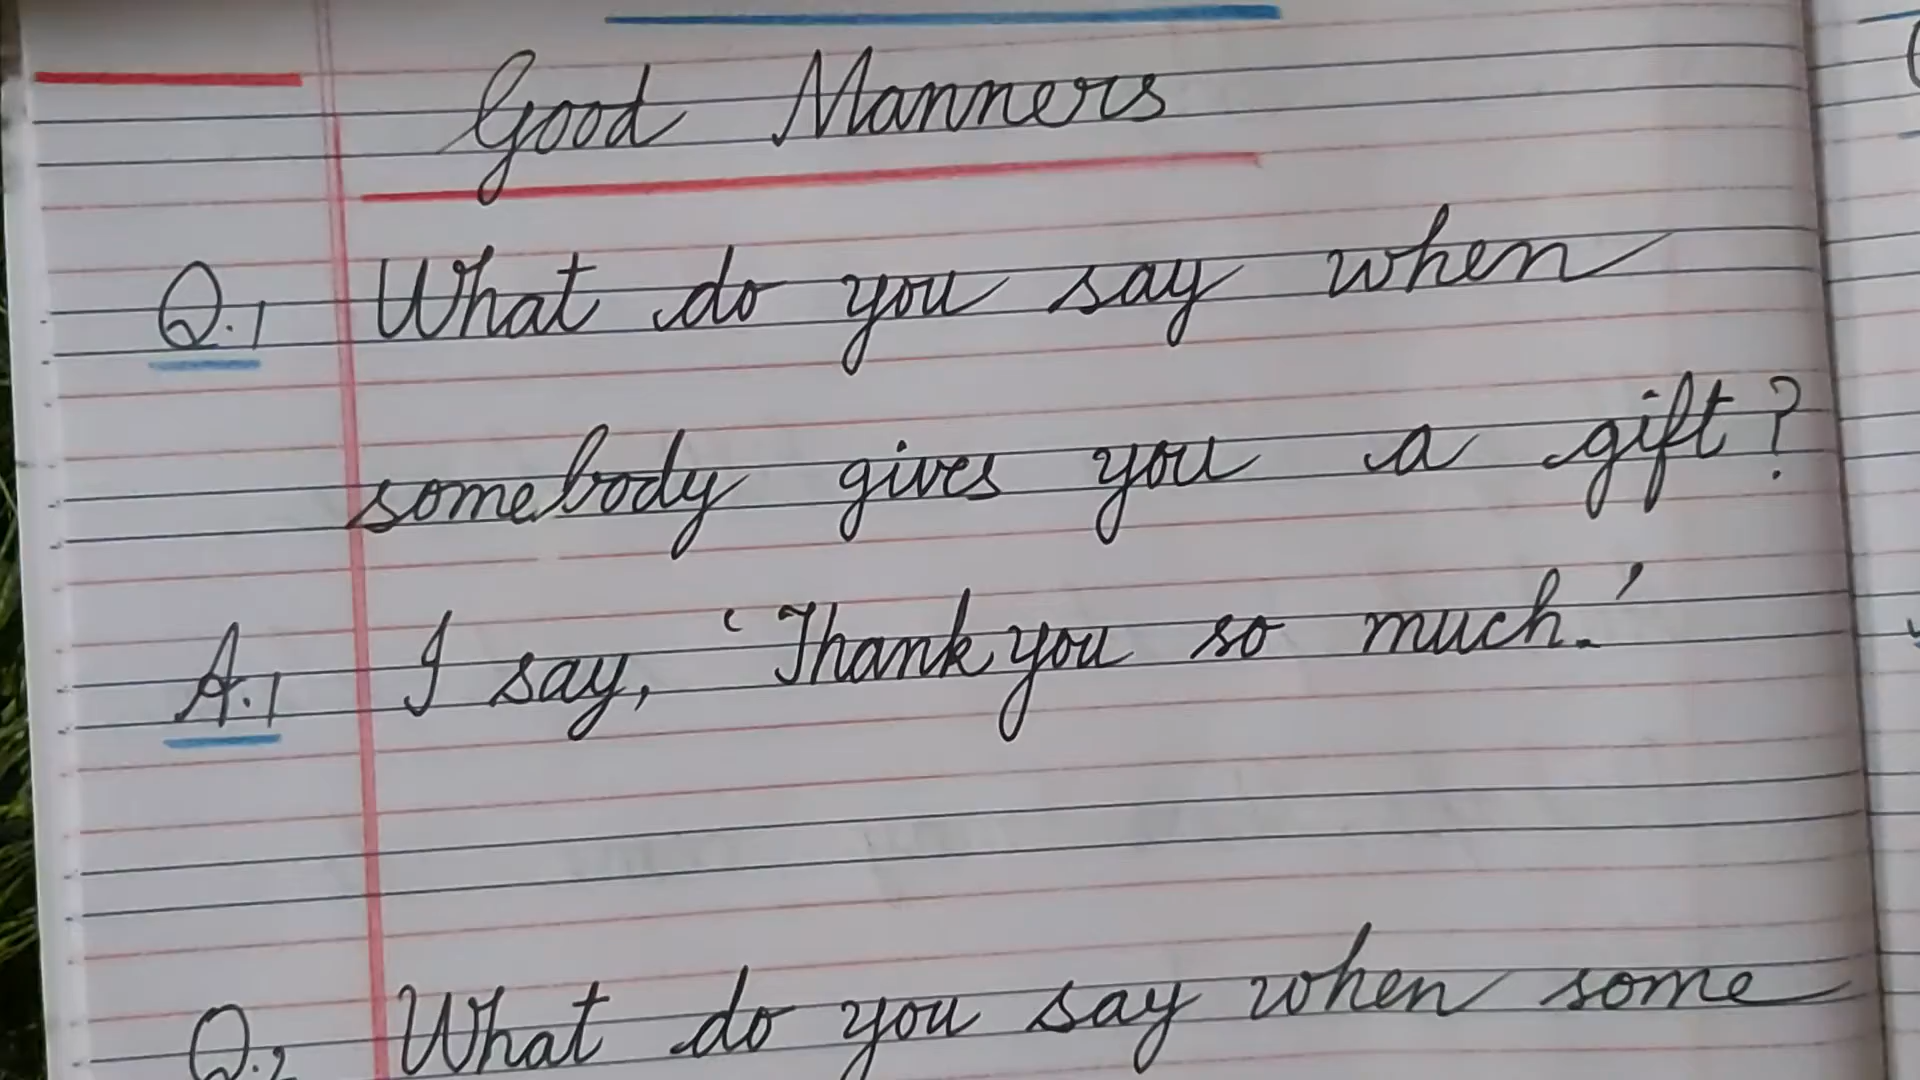 Good Manners
Q.1 What do you say when
somebody gives you a gift?
A.1 I say, 'Thank you so much.'
Q.2 What do you say when some